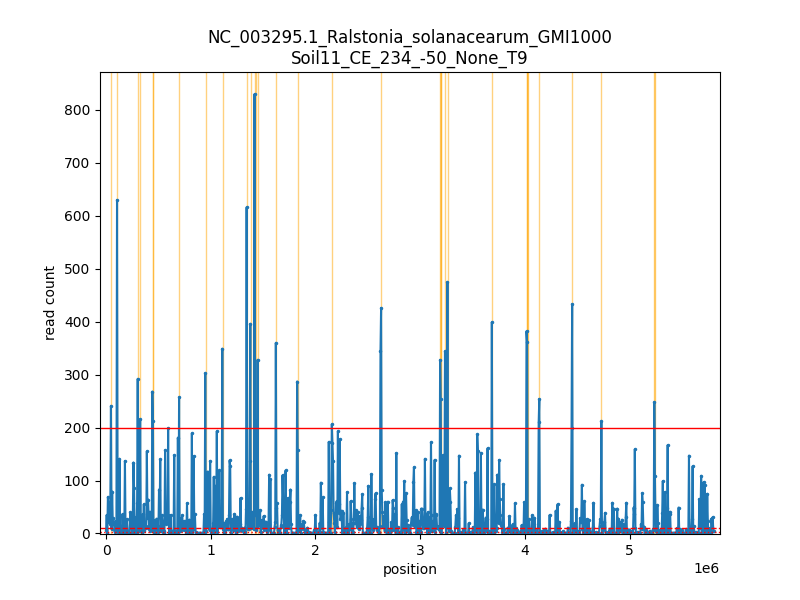 NC_003295.1_Ralstonia_solanacearum_GMI1000
Soil11_CE_234_-50_None_T9
800
700
600
500
400
300
200
100
0
read count
0 1 2 3 4 5
1e6
position